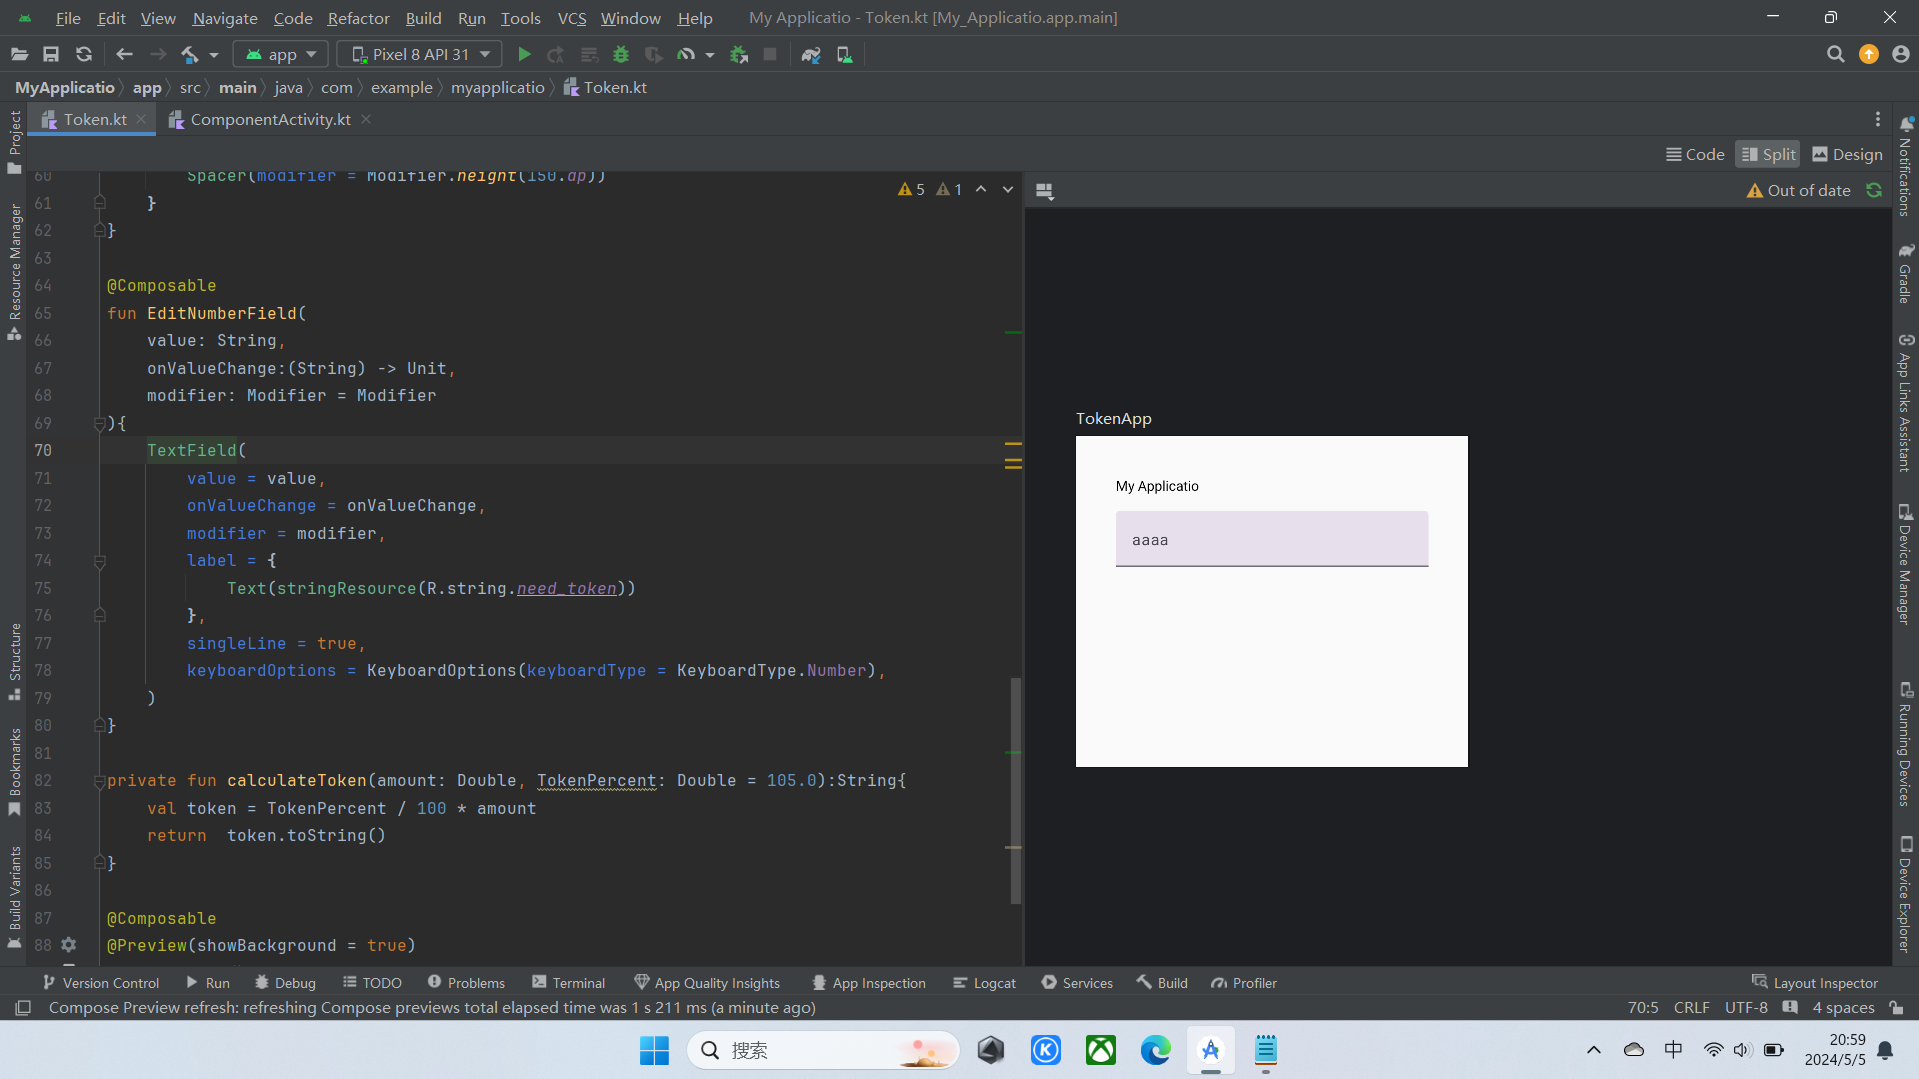 File Edit View Navigate Code Refactor Build Run Tools VCS Window Help My Applicatio - Token.kt [My_Applicatio.app.main]
app Pixel 8 API 31
MyApplicatio app src main java com example myapplicatio Token.kt
Token.kt ComponentActivity.kt
Code Split Design
5 1
Out of date
60 Spacer(modifier = Modifier.height(150.dp))
61 }
62 }
63
64 @Composable
65 fun EditNumberField(
66 value: String,
67 onValueChange:(String) -> Unit,
68 modifier: Modifier = Modifier
69 ){
70 TextField(
71 value = value,
72 onValueChange = onValueChange,
73 modifier = modifier,
74 label = {
75 Text(stringResource(R.string.need_token))
76 },
77 singleLine = true,
78 keyboardOptions = KeyboardOptions(keyboardType = KeyboardType.Number),
79 )
80 }
81
82 private fun calculateToken(amount: Double, TokenPercent: Double = 105.0):String{
83 val token = TokenPercent / 100 * amount
84 return token.toString()
85 }
86
87 @Composable
88 @Preview(showBackground = true)
TokenApp
My Applicatio
aaaa
Project
Resource Manager
Structure
Bookmarks
Build Variants
Notifications
Gradle
App Links Assistant
Device Manager
Running Devices
Device Explorer
Version Control Run Debug TODO Problems Terminal App Quality Insights App Inspection Logcat Services Build Profiler Layout Inspector
Compose Preview refresh: refreshing Compose previews total elapsed time was 1 s 211 ms (a minute ago) 70:5 CRLF UTF-8 4 spaces
搜索
中
20:59
2024/5/5